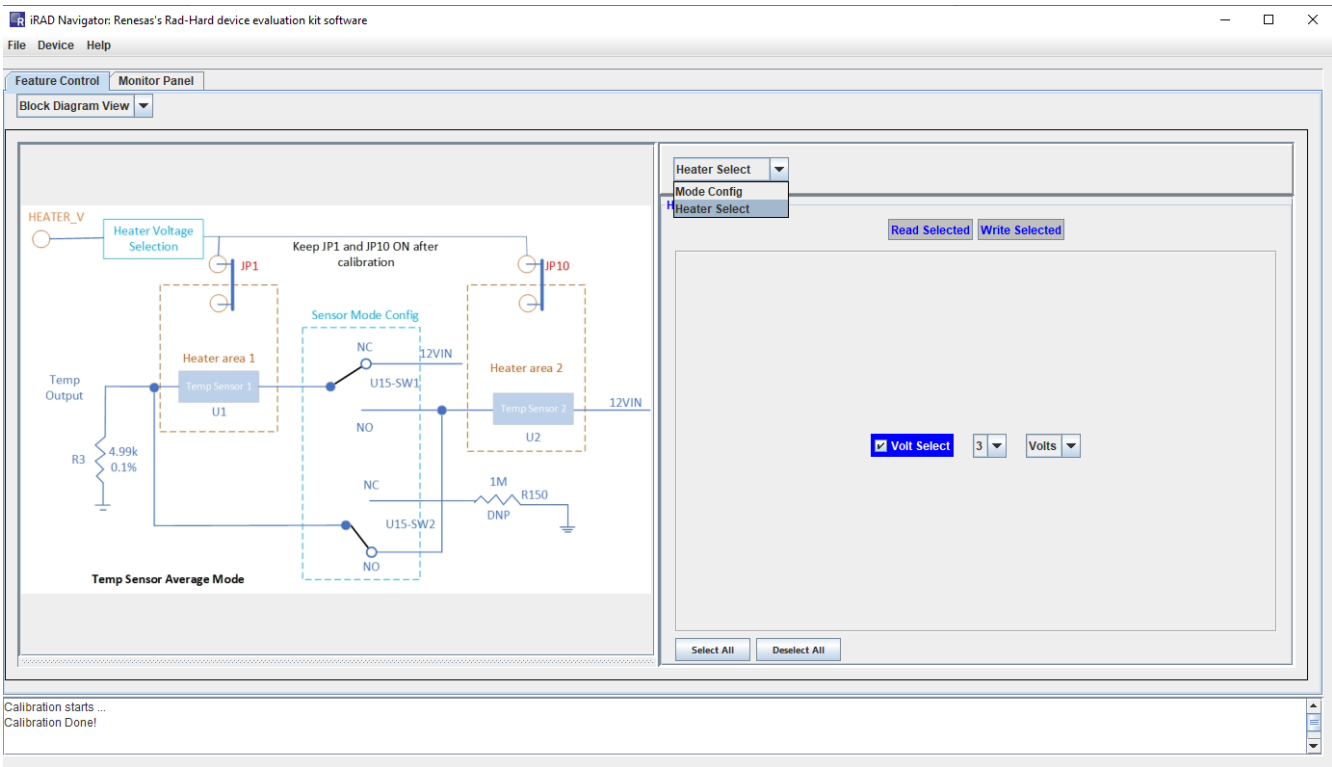 iRAD Navigator: Renesas's Rad-Hard device evaluation kit software
File Device Help
Feature Control Monitor Panel
Block Diagram View
HEATER_V
Heater Voltage
Selection
Keep JP1 and JP10 ON after
calibration
JP1
JP10
Sensor Mode Config
Heater area 1
NC
12VIN
Heater area 2
Temp
Output
Temp Sensor 1
U15-SW1
U1
Temp Sensor 2
12VIN
NO
U2
R3
4.99k
0.1%
NC
1M
R150
DNP
U15-SW2
NO
Temp Sensor Average Mode
Heater Select
Mode Config
Heater Select
Read Selected Write Selected
Volt Select 3 Volts
Select All Deselect All
Calibration starts ...
Calibration Done!